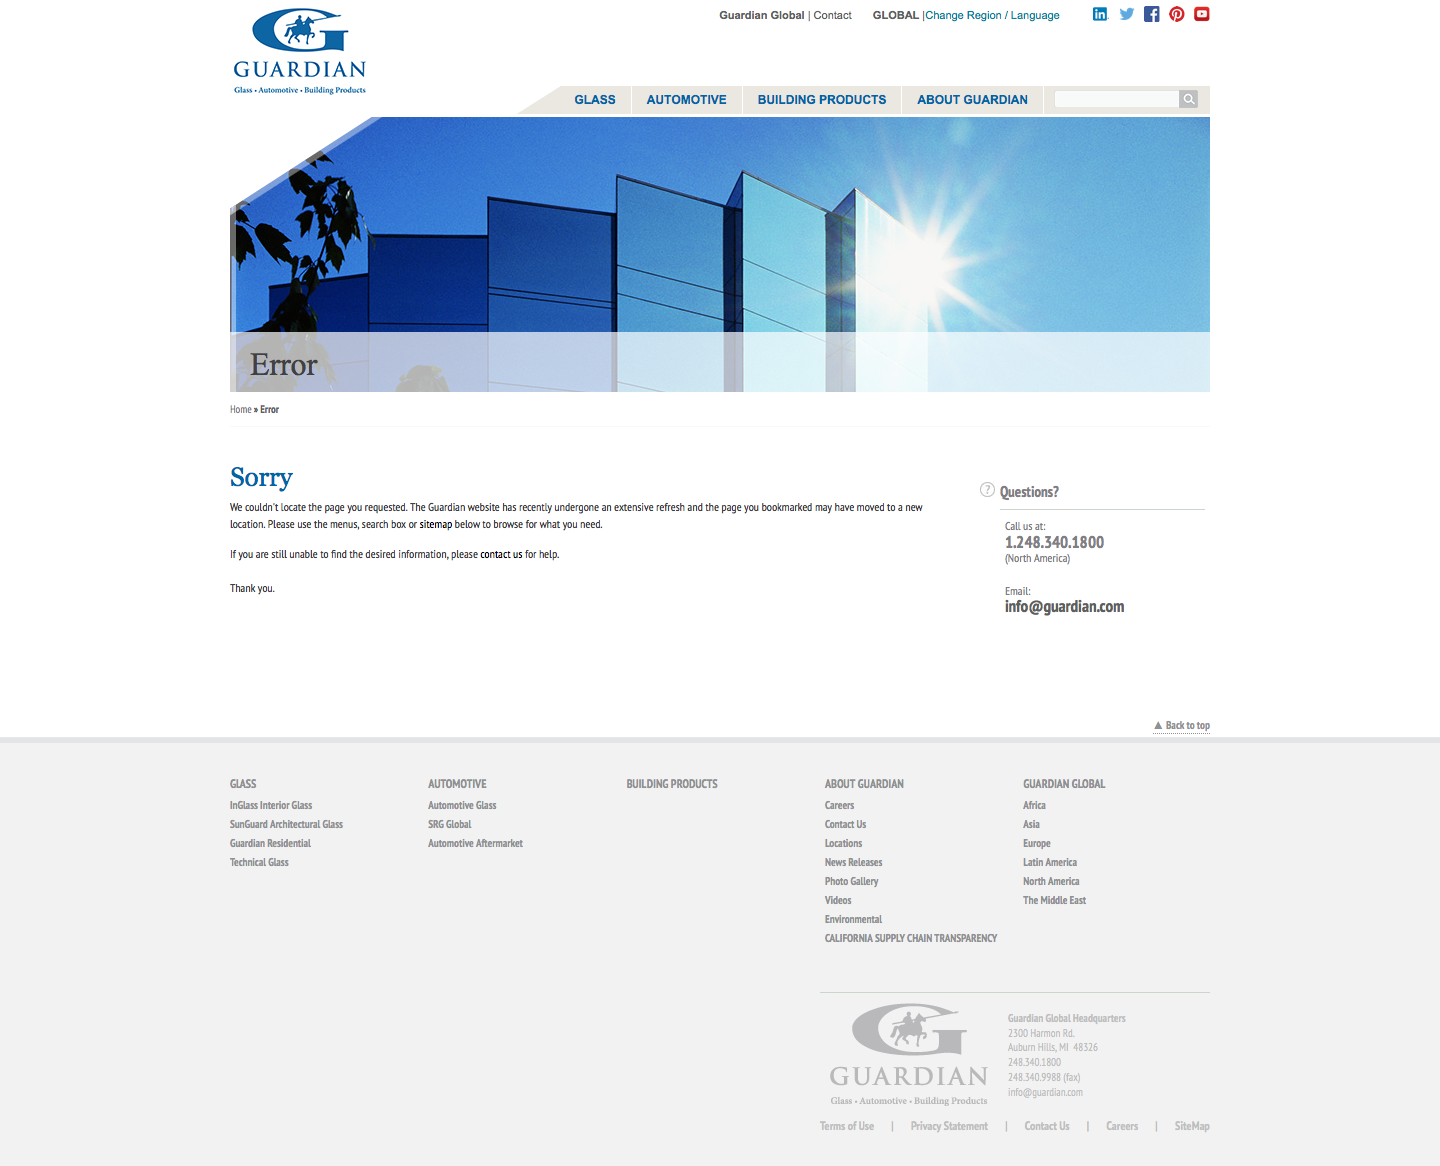 GUARDIAN
Glass • Automotive • Building Products
Guardian Global | Contact
GLOBAL |Change Region / Language
GLASS
AUTOMOTIVE
BUILDING PRODUCTS
ABOUT GUARDIAN
Error
Home » Error
Sorry
We couldn't locate the page you requested. The Guardian website has recently undergone an extensive refresh and the page you bookmarked may have moved to a new
location. Please use the menus, search box or sitemap below to browse for what you need.
If you are still unable to find the desired information, please contact us for help.
Thank you.
? Questions?
Call us at:
1.248.340.1800
(North America)
Email:
info@guardian.com
▲ Back to top
GLASS
InGlass Interior Glass
SunGuard Architectural Glass
Guardian Residential
Technical Glass
AUTOMOTIVE
Automotive Glass
SRG Global
Automotive Aftermarket
BUILDING PRODUCTS
ABOUT GUARDIAN
Careers
Contact Us
Locations
News Releases
Photo Gallery
Videos
Environmental
CALIFORNIA SUPPLY CHAIN TRANSPARENCY
GUARDIAN GLOBAL
Africa
Asia
Europe
Latin America
North America
The Middle East
GUARDIAN
Glass • Automotive • Building Products
Guardian Global Headquarters
2300 Harmon Rd.
Auburn Hills, MI 48326
248.340.1800
248.340.9988 (fax)
info@guardian.com
Terms of Use | Privacy Statement | Contact Us | Careers | SiteMap